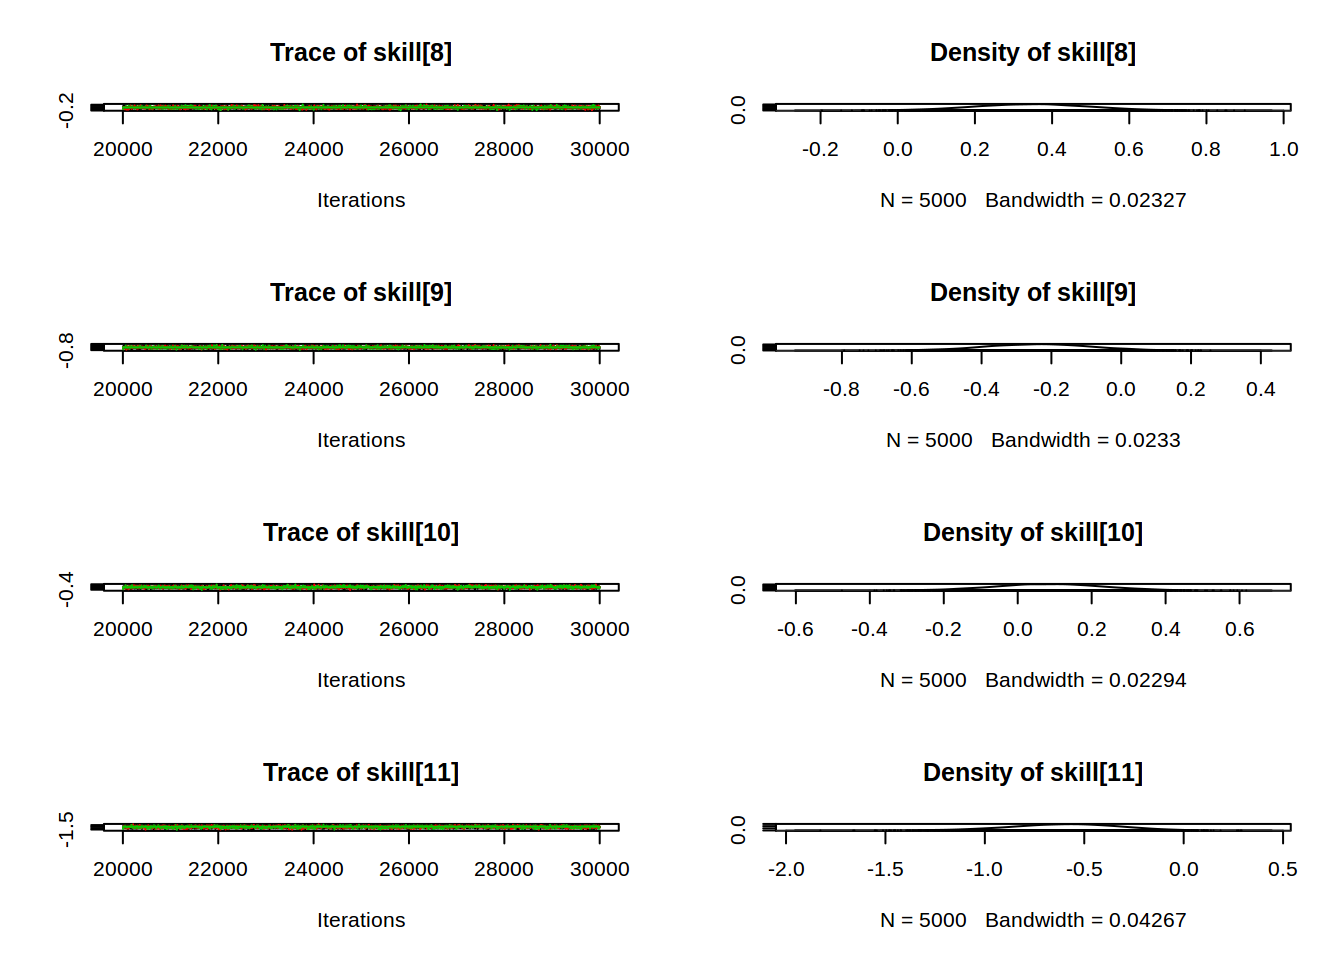 Trace of skill[8]
-0.2
20000 22000 24000 26000 28000 30000
Iterations
Density of skill[8]
0.0
-0.2 0.0 0.2 0.4 0.6 0.8 1.0
N = 5000 Bandwidth = 0.02327
Trace of skill[9]
-0.8
20000 22000 24000 26000 28000 30000
Iterations
Density of skill[9]
0.0
-0.8 -0.6 -0.4 -0.2 0.0 0.2 0.4
N = 5000 Bandwidth = 0.0233
Trace of skill[10]
-0.4
20000 22000 24000 26000 28000 30000
Iterations
Density of skill[10]
0.0
-0.6 -0.4 -0.2 0.0 0.2 0.4 0.6
N = 5000 Bandwidth = 0.02294
Trace of skill[11]
-1.5
20000 22000 24000 26000 28000 30000
Iterations
Density of skill[11]
0.0
-2.0 -1.5 -1.0 -0.5 0.0 0.5
N = 5000 Bandwidth = 0.04267